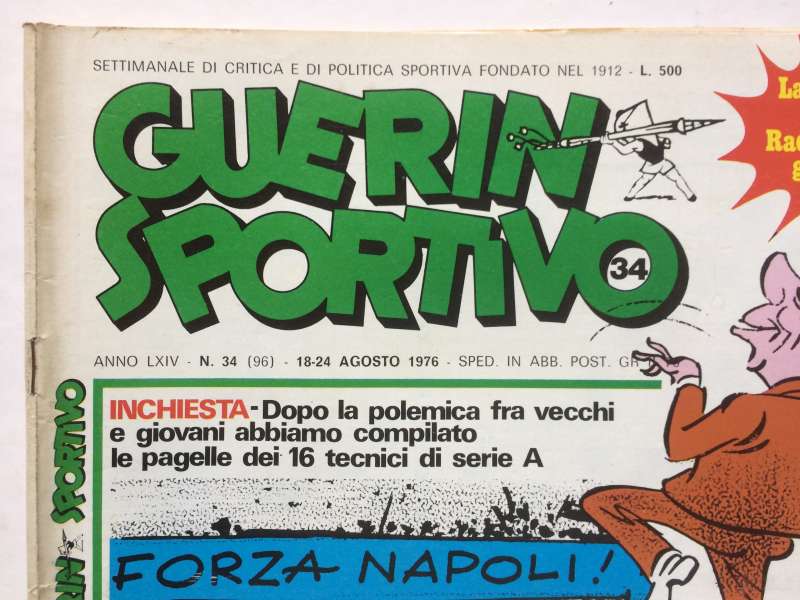 SETTIMANALE DI CRITICA E DI POLITICA SPORTIVA FONDATO NEL 1912 - L. 500
GUERIN
SPORTIVO
34
ANNO LXIV - N. 34 (96) - 18-24 AGOSTO 1976 - SPED. IN ABB. POST. GR
INCHIESTA - Dopo la polemica fra vecchi
e giovani abbiamo compilato
le pagelle dei 16 tecnici di serie A
FORZA NAPOLI!
SPORTIVO